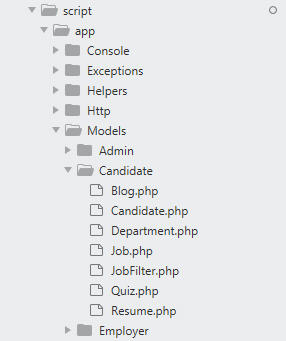 script
app
Console
Exceptions
Helpers
Http
Models
Admin
Candidate
Blog.php
Candidate.php
Department.php
Job.php
JobFilter.php
Quiz.php
Resume.php
Employer